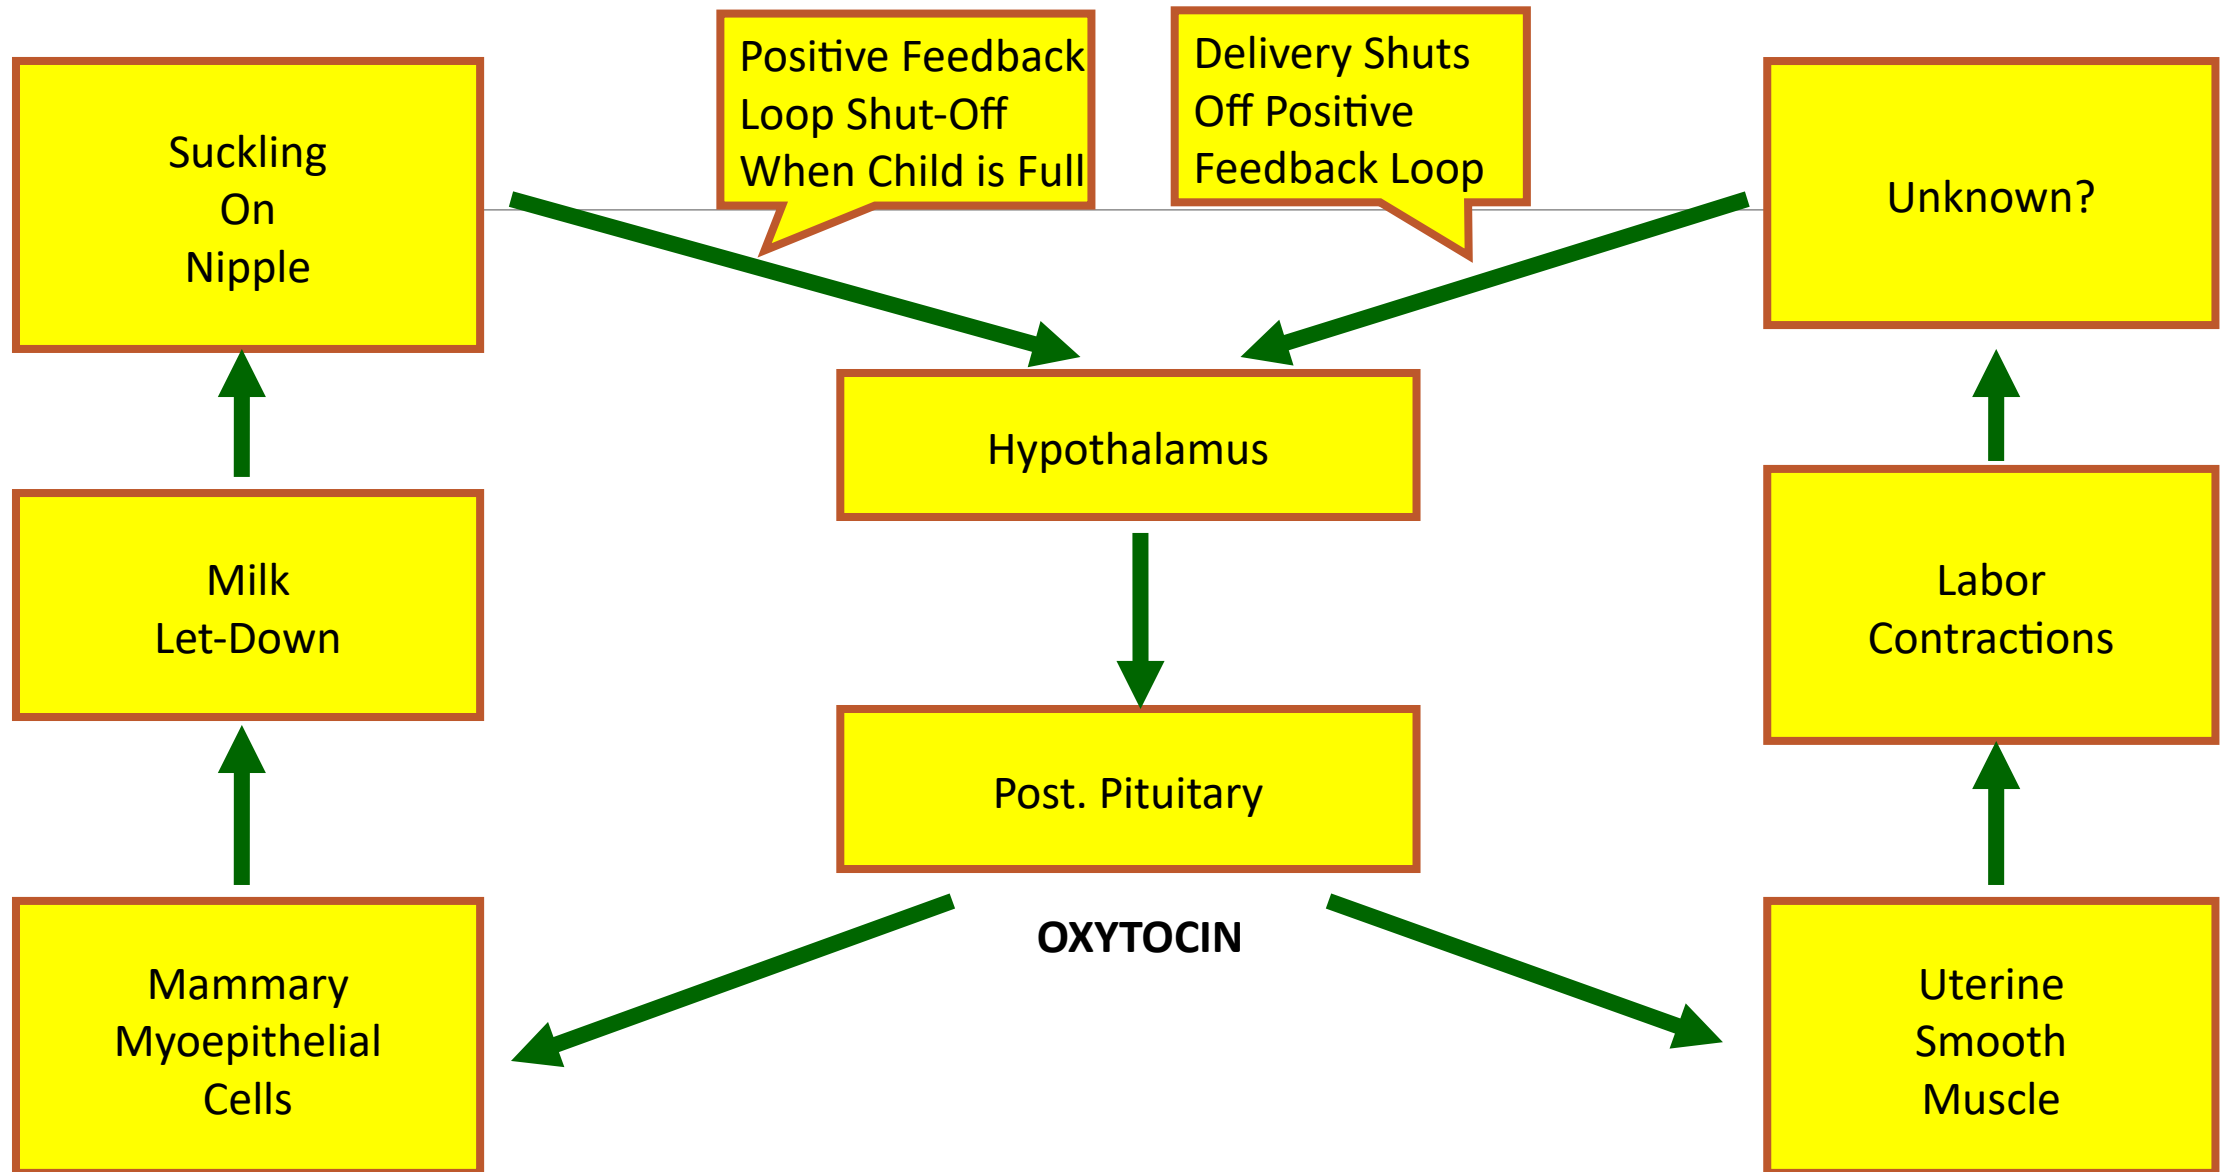 Suckling
On
Nipple
Positive Feedback
Loop Shut-Off
When Child is Full
Delivery Shuts
Off Positive
Feedback Loop
Unknown?
Hypothalamus
Milk
Let-Down
Labor
Contractions
Post. Pituitary
OXYTOCIN
Mammary
Myoepithelial
Cells
Uterine
Smooth
Muscle